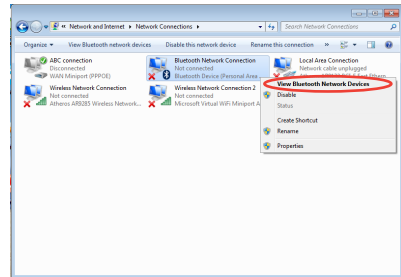 « Network and Internet ▸ Network Connections ▸
Search Network Connections
Organize ▾ View Bluetooth network devices Disable this network device Rename this connection »
ABC connection
Disconnected
WAN Miniport (PPPOE)
Bluetooth Network Connection
Not connected
Bluetooth Device (Personal Area ...
Local Area Connection
Network cable unplugged
Wireless Network Connection
Not connected
Atheros AR9285 Wireless Network...
Wireless Network Connection 2
Not connected
Microsoft Virtual WiFi Miniport A
View Bluetooth Network Devices
Disable
Status
Create Shortcut
Rename
Properties